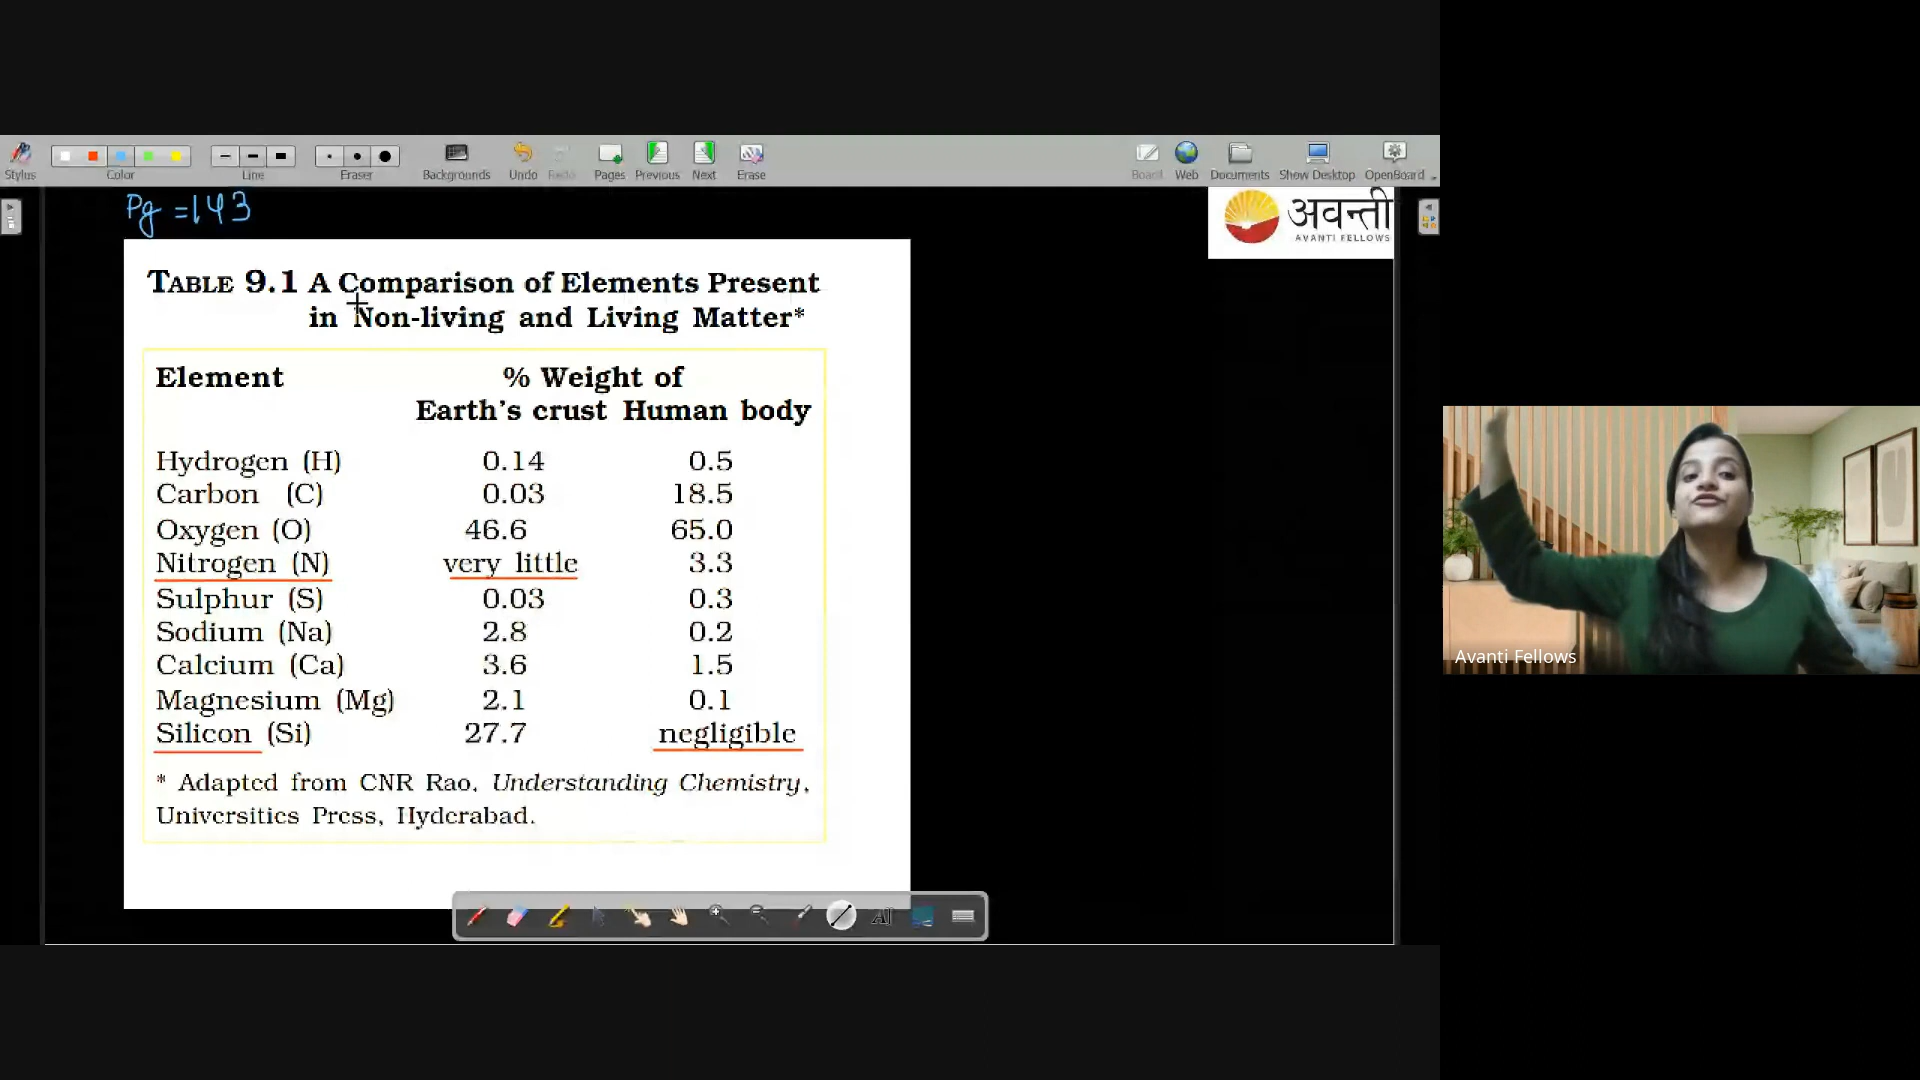 Stylus
Color
Line
Eraser
Backgrounds
Undo
Redo
Pages
Previous
Next
Erase
Board
Web
Documents
Show Desktop
OpenBoard
Pg = 143
अवन्ती
AVANTI FELLOWS
TABLE 9.1 A Comparison of Elements Present
in Non-living and Living Matter*
Element % Weight of
Earth's crust Human body
Hydrogen (H) 0.14 0.5
Carbon (C) 0.03 18.5
Oxygen (O) 46.6 65.0
Nitrogen (N) very little 3.3
Sulphur (S) 0.03 0.3
Sodium (Na) 2.8 0.2
Calcium (Ca) 3.6 1.5
Magnesium (Mg) 2.1 0.1
Silicon (Si) 27.7 negligible
* Adapted from CNR Rao, Understanding Chemistry,
Universities Press, Hyderabad.
Avanti Fellows
AI